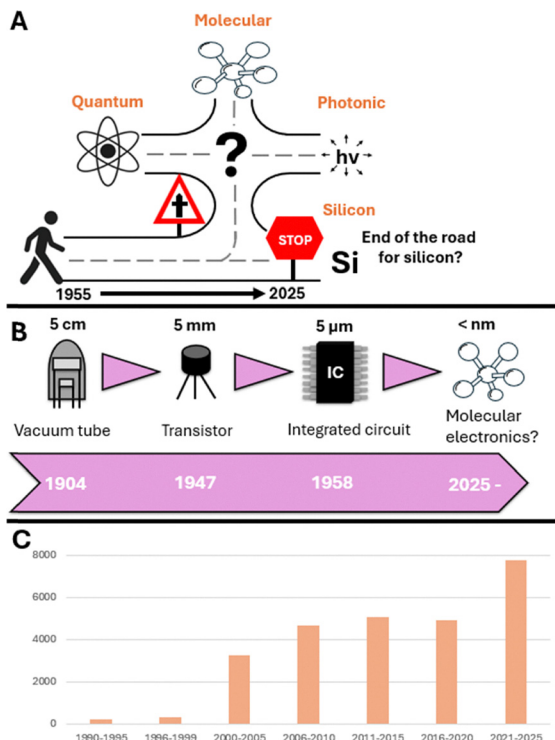 A
Molecular
Quantum
Photonic
?
hv
Silicon
STOP
Si
End of the road
for silicon?
1955
2025
B
5 cm
5 mm
5 µm
< nm
IC
Vacuum tube
Transistor
Integrated circuit
Molecular
electronics?
1904
1947
1958
2025 -
C
8000
6000
4000
2000
0
1990-1995
1996-1999
2000-2005
2006-2010
2011-2015
2016-2020
2021-2025